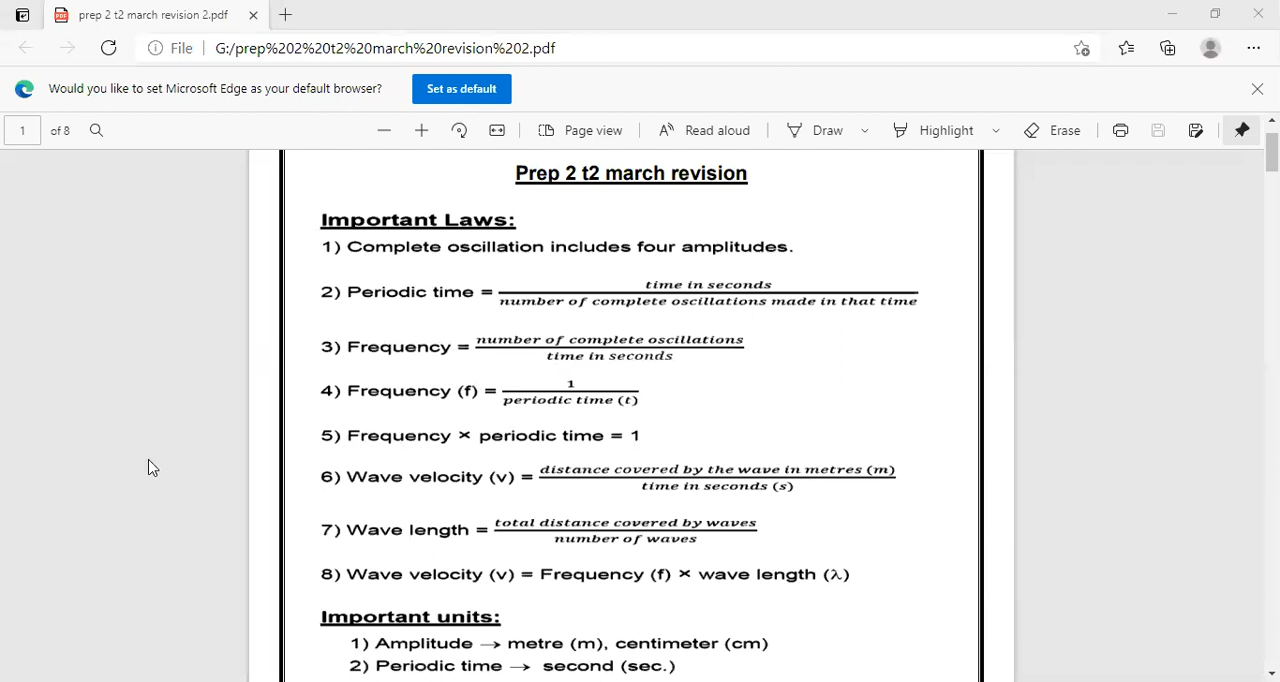 prep 2 t2 march revision 2.pdf
File G:/prep%202%20t2%20march%20revision%202.pdf
Would you like to set Microsoft Edge as your default browser? Set as default
1 of 8 Page view Read aloud Draw Highlight Erase
Prep 2 t2 march revision
Important Laws:
1) Complete oscillation includes four amplitudes.
2) Periodic time = time in seconds / number of complete oscillations made in that time
3) Frequency = number of complete oscillations / time in seconds
4) Frequency (f) = 1 / periodic time (t)
5) Frequency × periodic time = 1
6) Wave velocity (v) = distance covered by the wave in metres (m) / time in seconds (s)
7) Wave length = total distance covered by waves / number of waves
8) Wave velocity (v) = Frequency (f) × wave length (λ)
Important units:
1) Amplitude → metre (m), centimeter (cm)
2) Periodic time → second (sec.)